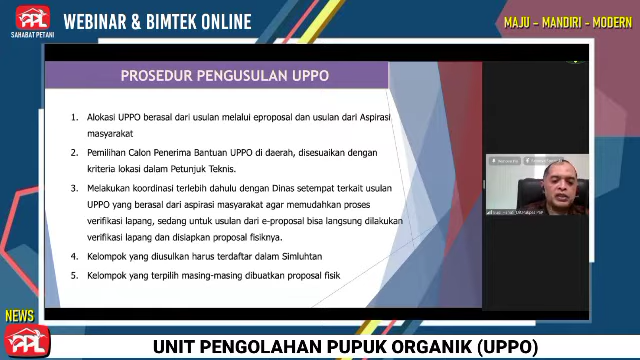 PPL
SAHABAT PETANI
WEBINAR & BIMTEK ONLINE
MAJU – MANDIRI – MODERN
PROSEDUR PENGUSULAN UPPO
1. Alokasi UPPO berasal dari usulan melalui eproposal dan usulan dari Aspirasi
masyarakat
2. Pemilihan Calon Penerima Bantuan UPPO di daerah, disesuaikan dengan
kriteria lokasi dalam Petunjuk Teknis.
3. Melakukan koordinasi terlebih dahulu dengan Dinas setempat terkait usulan
UPPO yang berasal dari aspirasi masyarakat agar memudahkan proses
verifikasi lapang, sedang untuk usulan dari e-proposal bisa langsung dilakukan
verifikasi lapang dan disiapkan proposal fisiknya.
4. Kelompok yang diusulkan harus terdaftar dalam Simluhtan
5. Kelompok yang terpilih masing-masing dibuatkan proposal fisik
NEWS
PPL
SAHABAT PETANI
UNIT PENGOLAHAN PUPUK ORGANIK (UPPO)